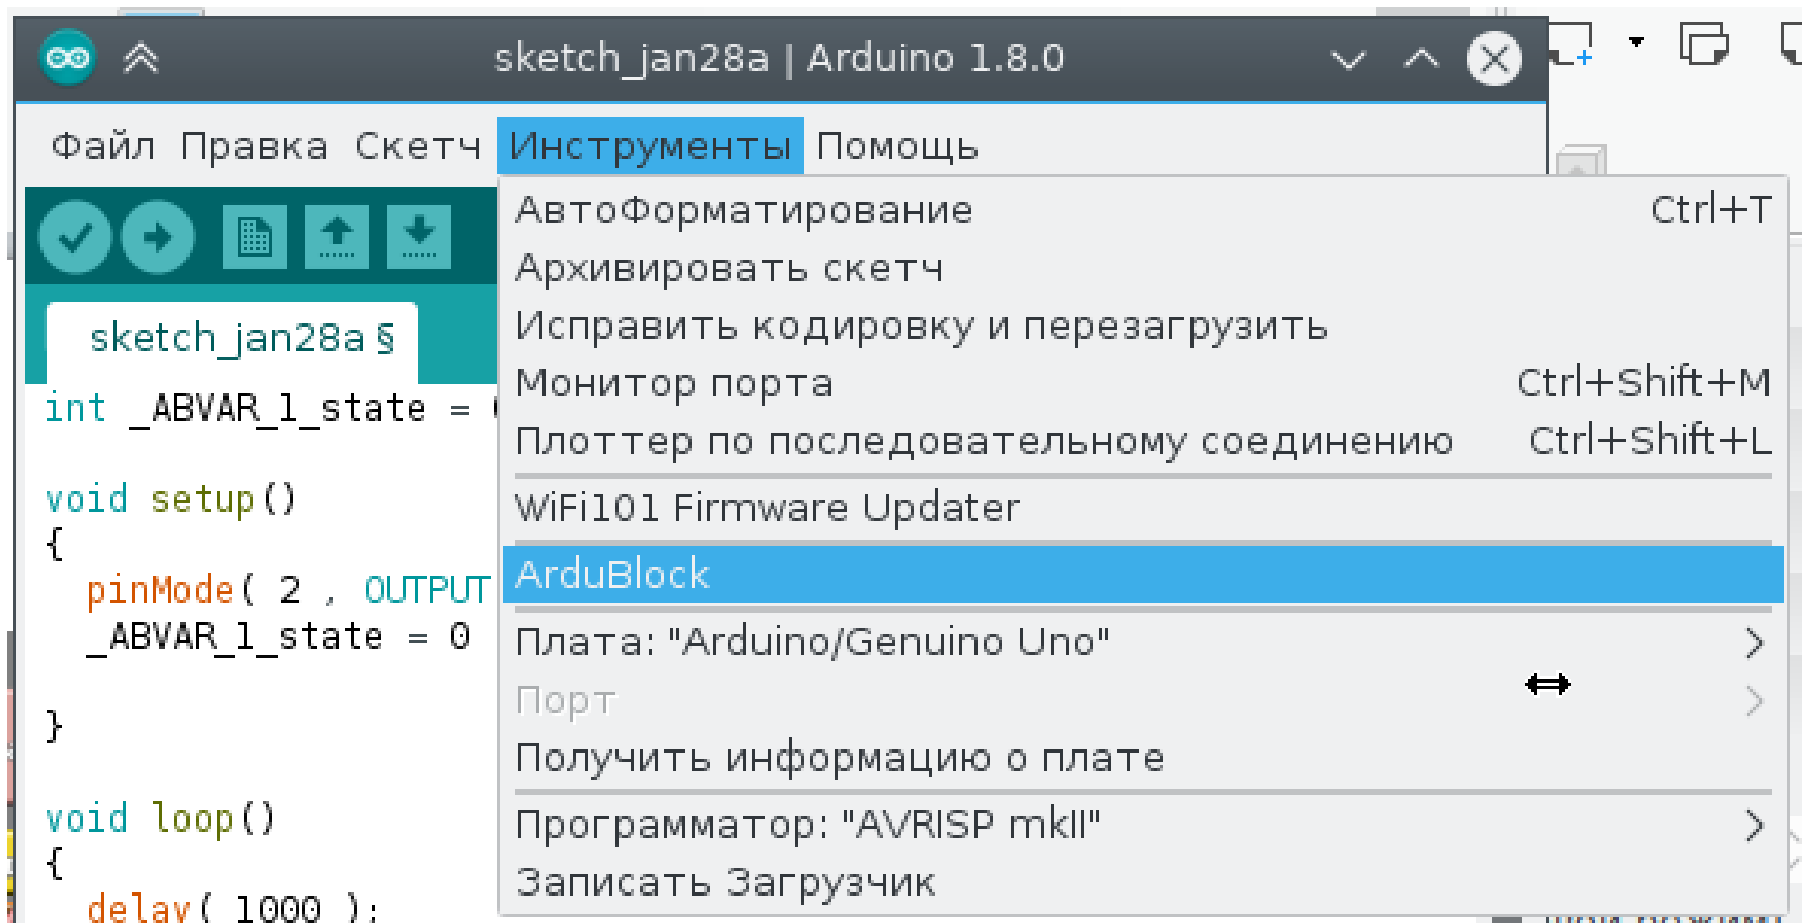 sketch_jan28a | Arduino 1.8.0
Файл Правка Скетч Инструменты Помощь
АвтоФорматирование Ctrl+T
Архивировать скетч
Исправить кодировку и перезагрузить
Монитор порта Ctrl+Shift+M
Плоттер по последовательному соединению Ctrl+Shift+L
WiFi101 Firmware Updater
ArduBlock
Плата: "Arduino/Genuino Uno"
Порт
Получить информацию о плате
Программатор: "AVRISP mkII"
Записать Загрузчик
sketch_jan28a §
int _ABVAR_1_state =
void setup()
{
pinMode( 2 , OUTPUT
_ABVAR_1_state = 0
}
void loop()
{
delay( 1000 );